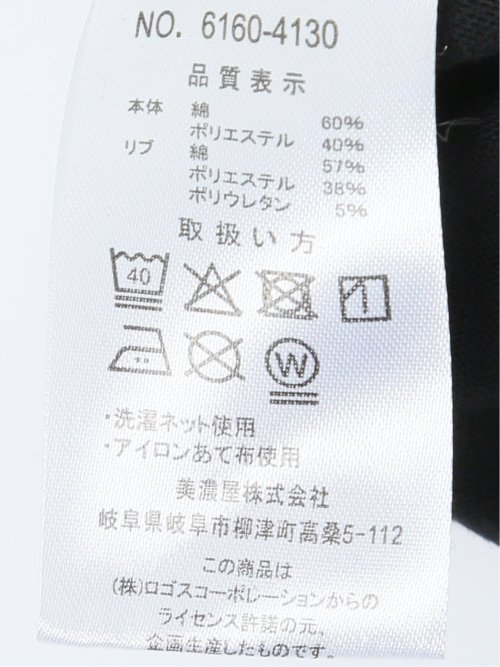 NO. 6160-4130
品質表示
本体 綿 60%
ポリエステル 40%
リブ 綿 57%
ポリエステル 38%
ポリウレタン 5%
取扱い方
40
W
・洗濯ネット使用
・アイロンあて布使用
美濃屋株式会社
岐阜県岐阜市柳津町高桑5-112
この商品は
(株)ロゴスコーポレーションからの
ライセンス許諾の元、
企画生産したものです。